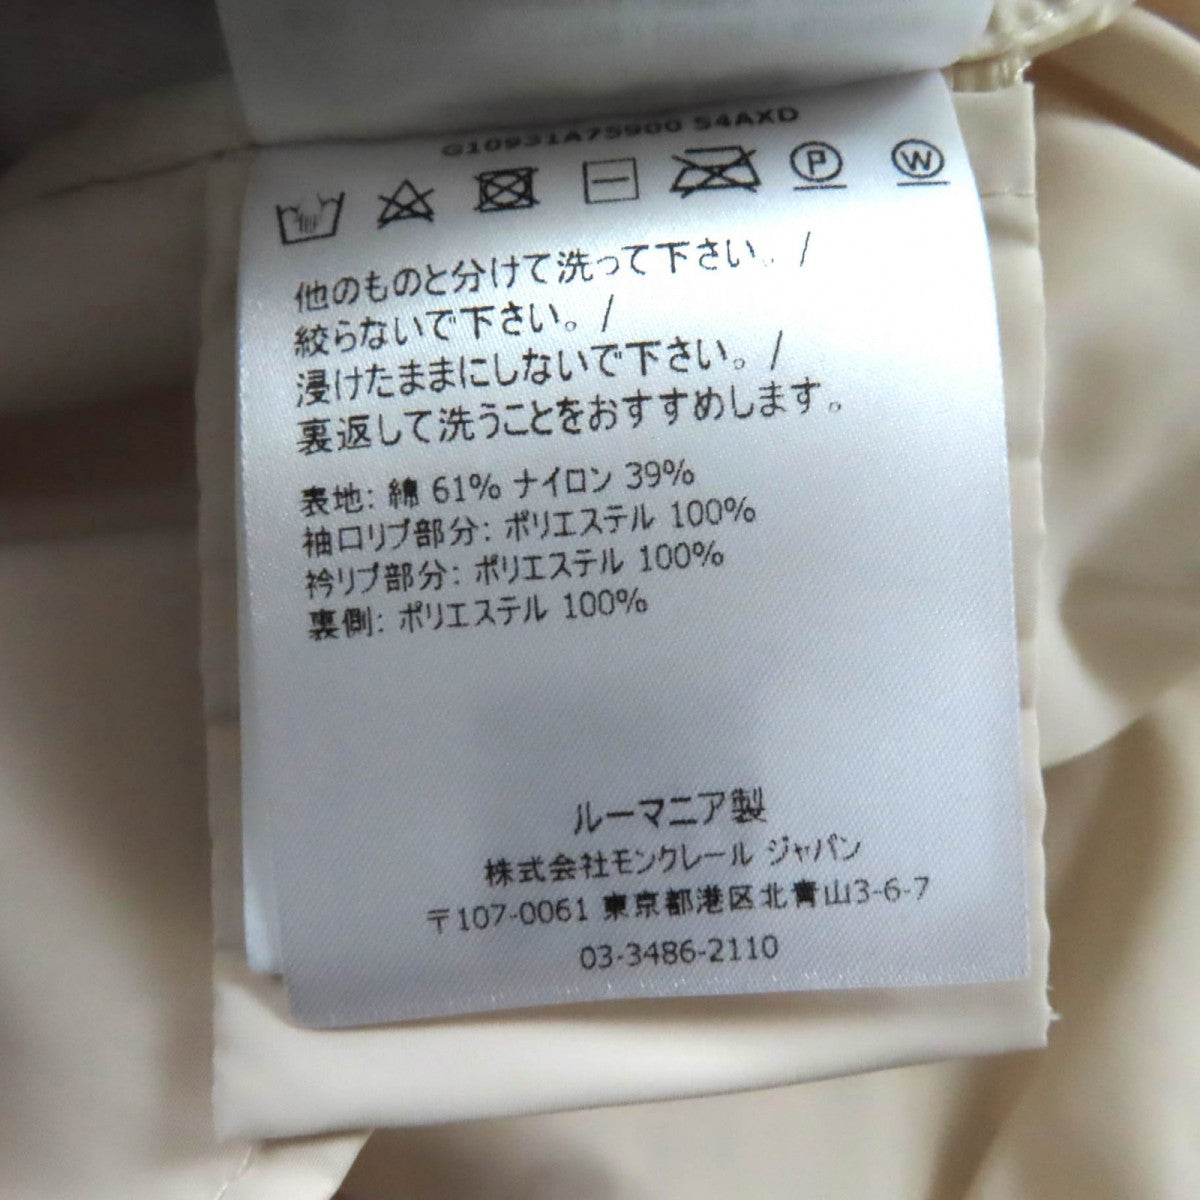 G10931A75900 54AXD
P W
他のものと分けて洗って下さい。/
絞らないで下さい。/
浸けたままにしないで下さい。/
裏返して洗うことをおすすめします。
表地: 綿 61% ナイロン 39%
袖口リブ部分: ポリエステル 100%
衿リブ部分: ポリエステル 100%
裏側: ポリエステル 100%
ルーマニア製
株式会社モンクレール ジャパン
〒107-0061 東京都港区北青山3-6-7
03-3486-2110